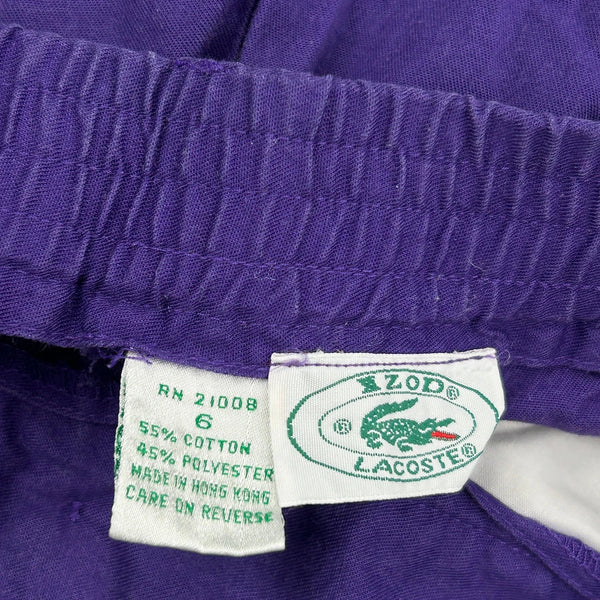 RN 21008
6
55% COTTON
45% POLYESTER
MADE IN HONG KONG
CARE ON REVERSE
IZOD®
® ®
LACOSTE®